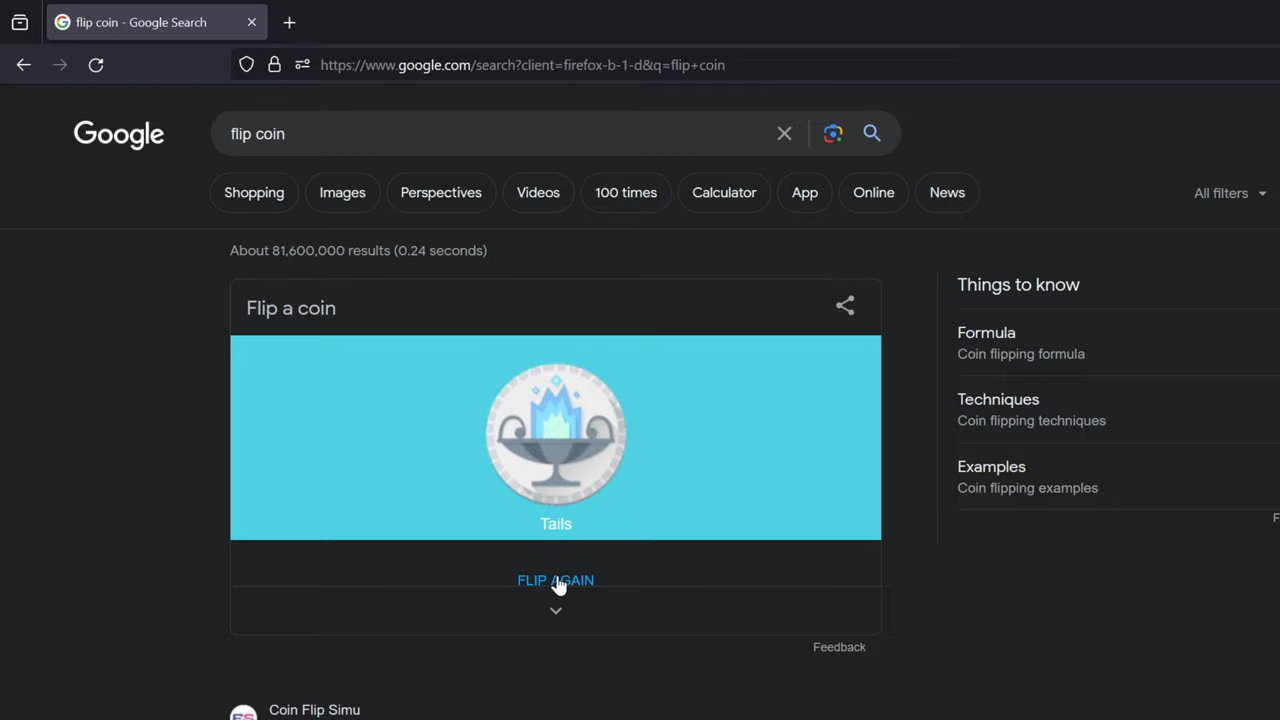 flip coin - Google Search
https://www.google.com/search?client=firefox-b-1-d&q=flip+coin
Google
flip coin
Shopping
Images
Perspectives
Videos
100 times
Calculator
App
Online
News
All filters
About 81,600,000 results (0.24 seconds)
Flip a coin
Tails
FLIP AGAIN
Feedback
Things to know
Formula
Coin flipping formula
Techniques
Coin flipping techniques
Examples
Coin flipping examples
F
Coin Flip Simu
FS